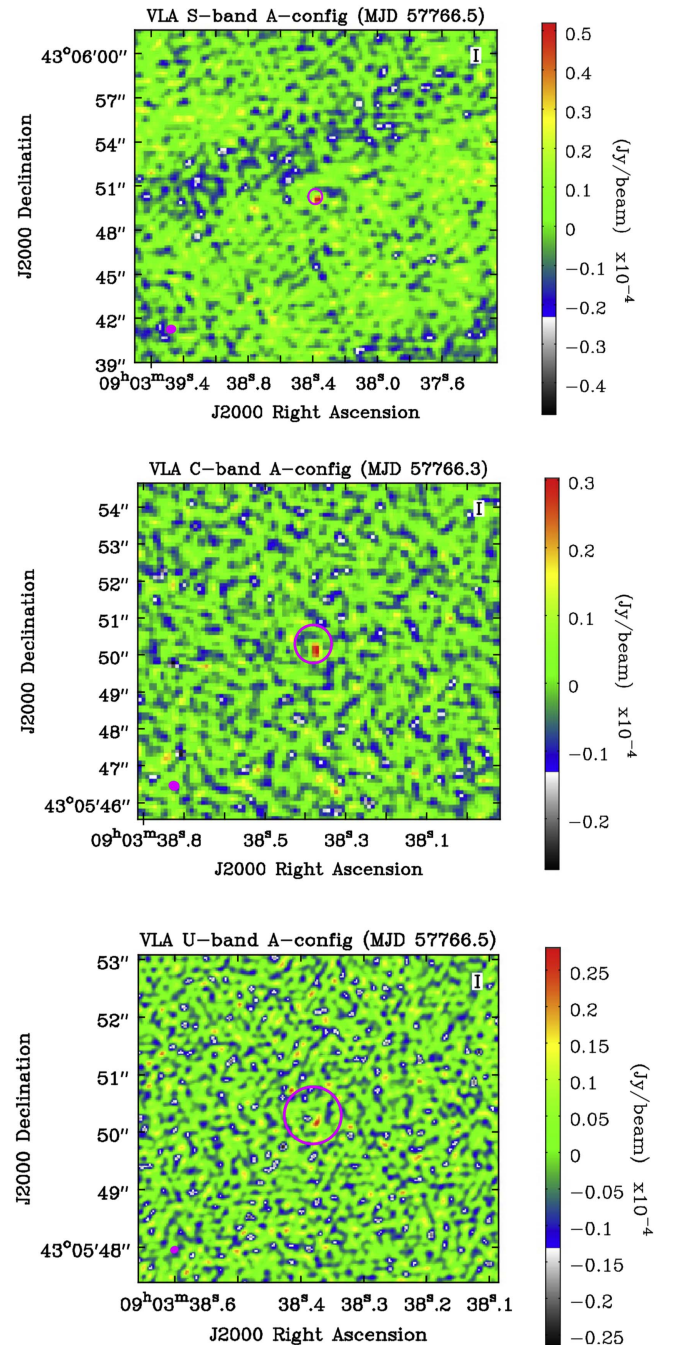 VLA S-band A-config (MJD 57766.5)
I
43°06′00″
57″
54″
51″
48″
45″
42″
39″
J2000 Declination
09ʰ03ᵐ39ˢ.4 38ˢ.8 38ˢ.4 38ˢ.0 37ˢ.6
J2000 Right Ascension
0.5
0.4
0.3
0.2
0.1
0
−0.1
−0.2
−0.3
−0.4
(Jy/beam) x10⁻⁴
VLA C-band A-config (MJD 57766.3)
I
54″
53″
52″
51″
50″
49″
48″
47″
43°05′46″
J2000 Declination
09ʰ03ᵐ38ˢ.8 38ˢ.5 38ˢ.3 38ˢ.1
J2000 Right Ascension
0.3
0.2
0.1
0
−0.1
−0.2
(Jy/beam) x10⁻⁴
VLA U-band A-config (MJD 57766.5)
I
53″
52″
51″
50″
49″
43°05′48″
J2000 Declination
09ʰ03ᵐ38ˢ.6 38ˢ.4 38ˢ.3 38ˢ.2 38ˢ.1
J2000 Right Ascension
0.25
0.2
0.15
0.1
0.05
0
−0.05
−0.1
−0.15
−0.2
−0.25
(Jy/beam) x10⁻⁴